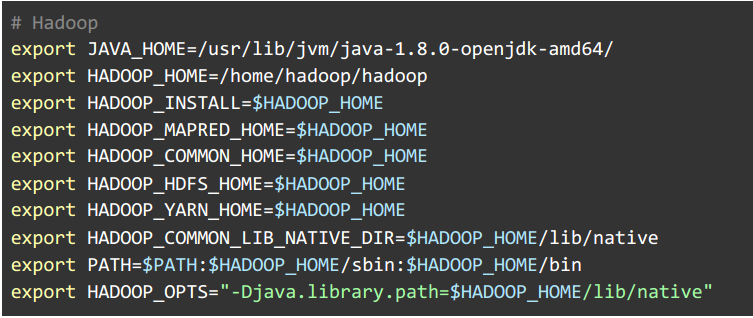 # Hadoop
export JAVA_HOME=/usr/lib/jvm/java-1.8.0-openjdk-amd64/
export HADOOP_HOME=/home/hadoop/hadoop
export HADOOP_INSTALL=$HADOOP_HOME
export HADOOP_MAPRED_HOME=$HADOOP_HOME
export HADOOP_COMMON_HOME=$HADOOP_HOME
export HADOOP_HDFS_HOME=$HADOOP_HOME
export HADOOP_YARN_HOME=$HADOOP_HOME
export HADOOP_COMMON_LIB_NATIVE_DIR=$HADOOP_HOME/lib/native
export PATH=$PATH:$HADOOP_HOME/sbin:$HADOOP_HOME/bin
export HADOOP_OPTS="-Djava.library.path=$HADOOP_HOME/lib/native"